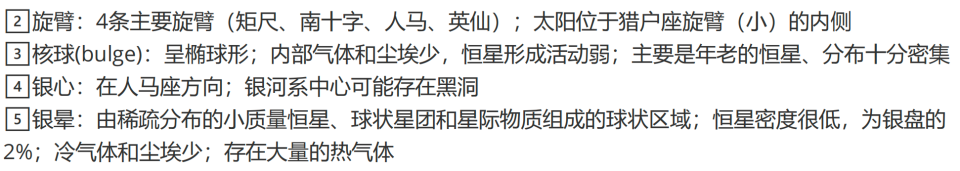 2 旋臂：4条主要旋臂（矩尺、南十字、人马、英仙）；太阳位于猎户座旋臂（小）的内侧
3 核球(bulge)：呈椭球形；内部气体和尘埃少，恒星形成活动弱；主要是年老的恒星、分布十分密集
4 银心：在人马座方向；银河系中心可能存在黑洞
5 银晕：由稀疏分布的小质量恒星、球状星团和星际物质组成的球状区域；恒星密度很低，为银盘的
2%；冷气体和尘埃少；存在大量的热气体